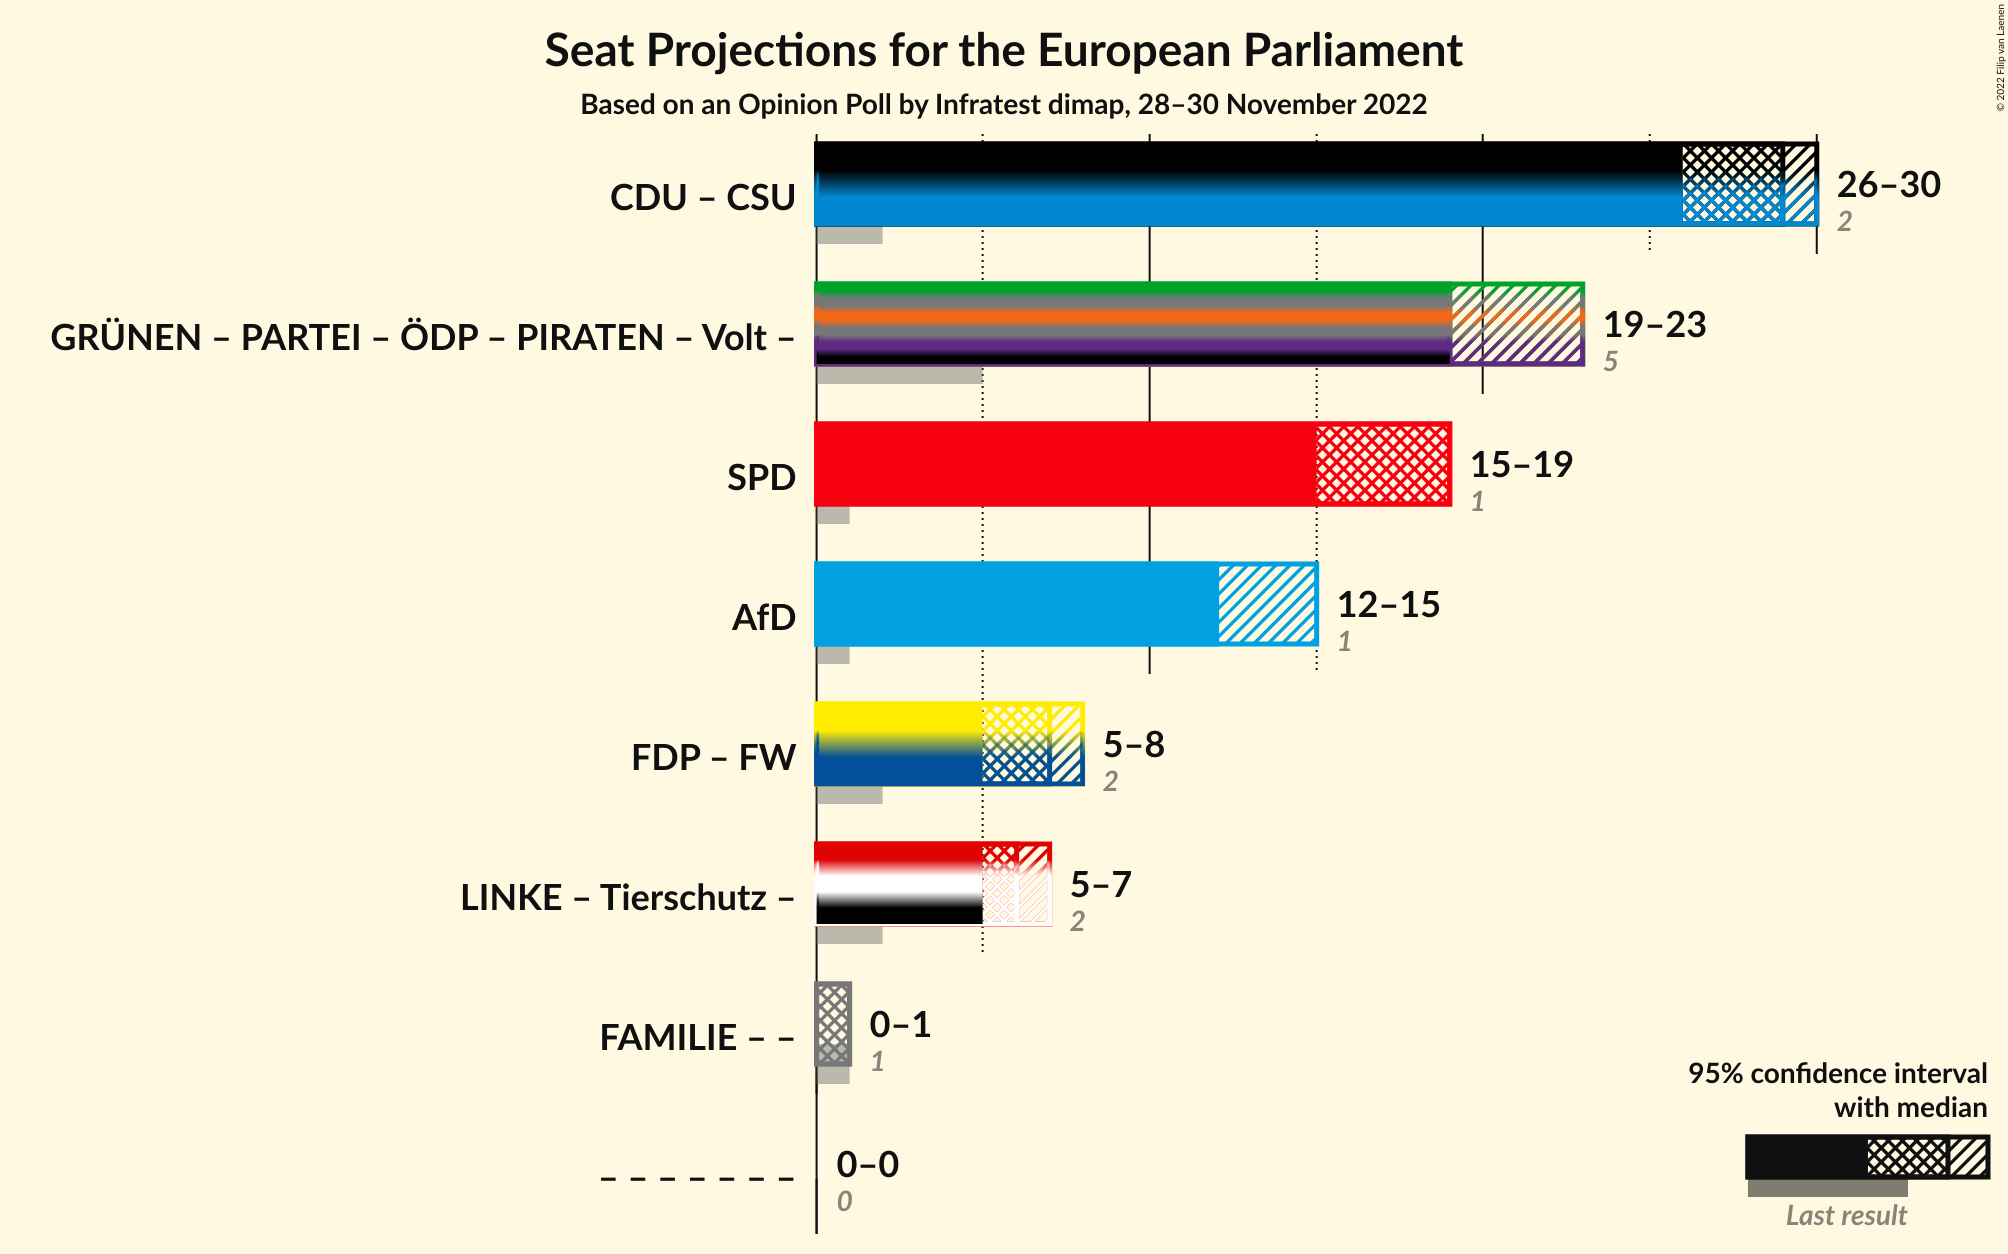 Seat Projections for the European Parliament
Based on an Opinion Poll by Infratest dimap, 28–30 November 2022
© 2022 Filip van Laenen
CDU – CSU
26–30
2
GRÜNEN – PARTEI – ÖDP – PIRATEN – Volt –
19–23
5
SPD
15–19
1
AfD
12–15
1
FDP – FW
5–8
2
LINKE – Tierschutz –
5–7
2
FAMILIE – –
0–1
1
– – – – – – –
0–0
0
95% confidence interval
with median
Last result